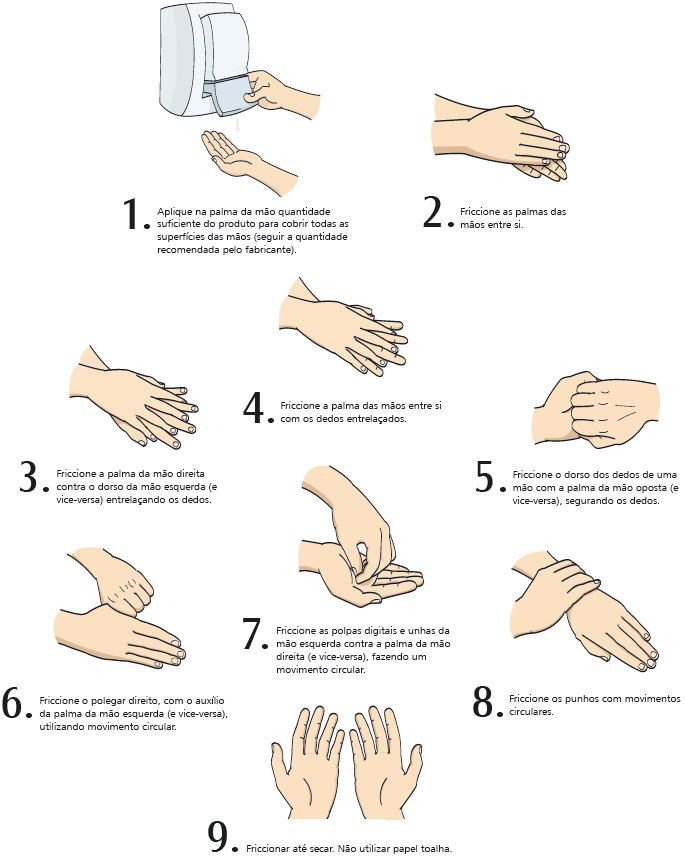 1. Aplique na palma da mão quantidade
suficiente do produto para cobrir todas as
superfícies das mãos (seguir a quantidade
recomendada pelo fabricante).
2. Friccione as palmas das
mãos entre si.
3. Friccione a palma da mão direita
contra o dorso da mão esquerda (e
vice-versa) entrelaçando os dedos.
4. Friccione a palma das mãos entre si
com os dedos entrelaçados.
5. Friccione o dorso dos dedos de uma
mão com a palma da mão oposta (e
vice-versa), segurando os dedos.
6. Friccione o polegar direito, com o auxílio
da palma da mão esquerda (e vice-versa),
utilizando movimento circular.
7. Friccione as polpas digitais e unhas da
mão esquerda contra a palma da mão
direita (e vice-versa), fazendo um
movimento circular.
8. Friccione os punhos com movimentos
circulares.
9. Friccionar até secar. Não utilizar papel toalha.